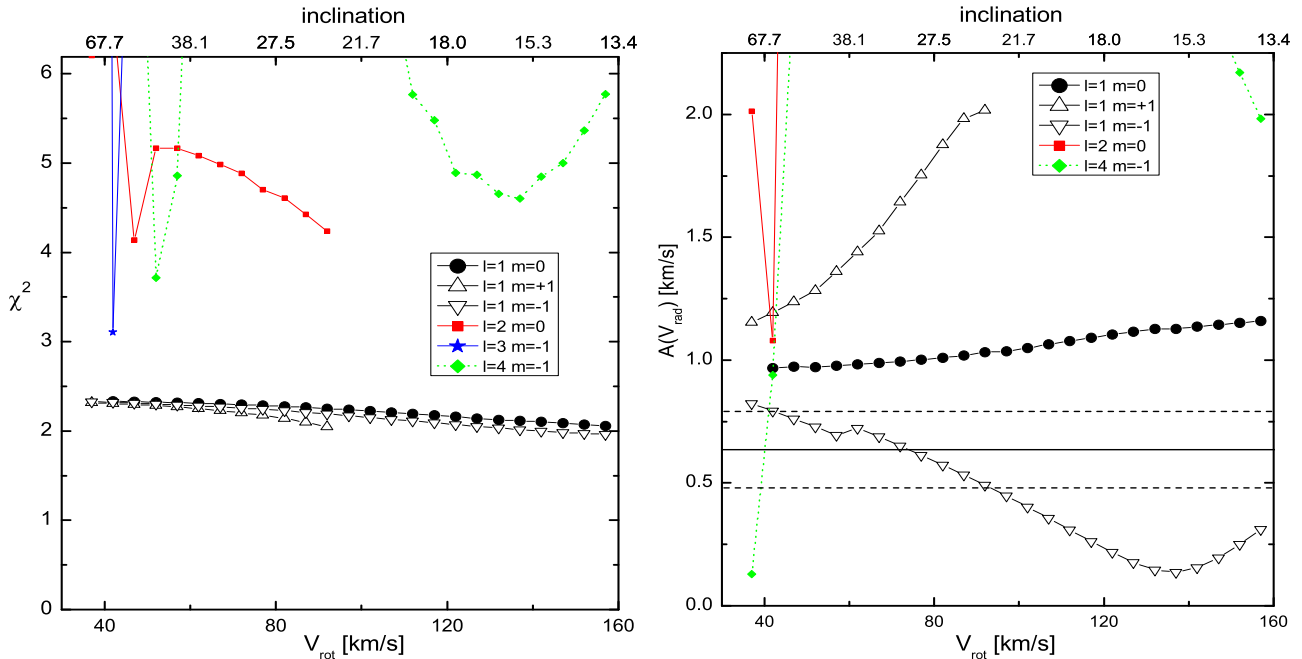 inclination
67.7 38.1 27.5 21.7 18.0 15.3 13.4
6
5
4
χ²
3
2
1
0
l=1 m=0
l=1 m=+1
l=1 m=-1
l=2 m=0
l=3 m=-1
l=4 m=-1
40 80 120 160
V_rot [km/s]
inclination
67.7 38.1 27.5 21.7 18.0 15.3 13.4
2.0
1.5
A(V_rad) [km/s]
1.0
0.5
0.0
l=1 m=0
l=1 m=+1
l=1 m=-1
l=2 m=0
l=4 m=-1
40 80 120 160
V_rot [km/s]